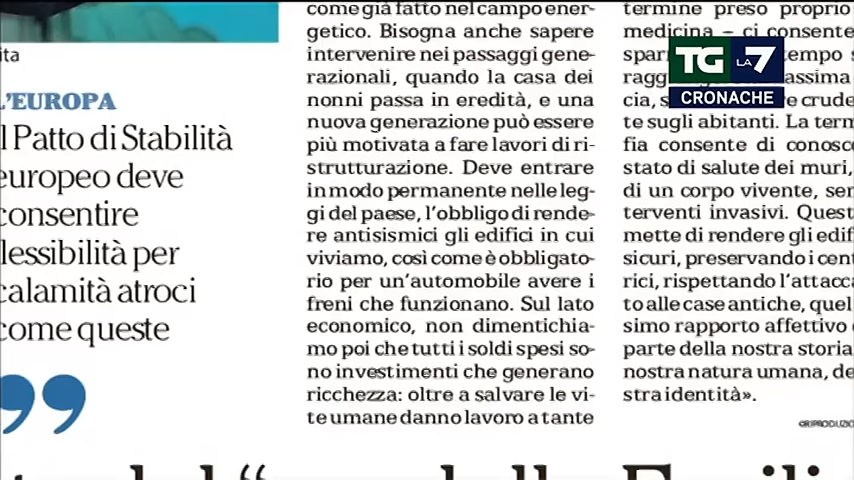 ita
L'EUROPA
l Patto di Stabilità
europeo deve
consentire
lessibilità per
calamità atroci
come queste
”
come già fatto nel campo ener-
getico. Bisogna anche sapere
intervenire nei passaggi gene-
razionali, quando la casa dei
nonni passa in eredità, e una
nuova generazione può essere
più motivata a fare lavori di ri-
strutturazione. Deve entrare
in modo permanente nelle leg-
gi del paese, l'obbligo di rende-
re antisismici gli edifici in cui
viviamo, così come è obbligato-
rio per un'automobile avere i
freni che funzionano. Sul lato
economico, non dimentichia-
mo poi che tutti i soldi spesi so-
no investimenti che generano
ricchezza: oltre a salvare le vi-
te umane danno lavoro a tante
termine preso proprio
medicina – ci consente
sparm tempo s
ragg assima
cia, s e crude
te sugli abitanti. La term
fia consente di conosc
stato di salute dei muri,
di un corpo vivente, sen
terventi invasivi. Quest
mette di rendere gli edif
sicuri, preservando i cent
rici, rispettando l'attacca
to alle case antiche, quel
simo rapporto affettivo
parte della nostra storia
nostra natura umana, de
stra identità».
©RIPRODUZIO
TG LA7
CRONACHE